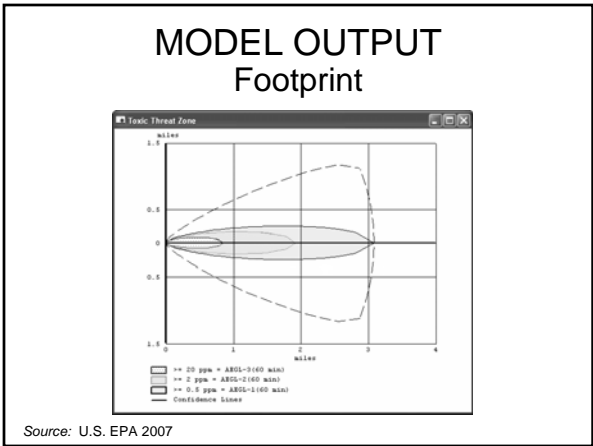 MODEL OUTPUT
Footprint
Toxic Threat Zone
miles
1.5
0.5
0
0.5
1.5
0 1 2 3 4
miles
>= 20 ppm = AEGL-3(60 min)
>= 2 ppm = AEGL-2(60 min)
>= 0.5 ppm = AEGL-1(60 min)
Confidence Lines
Source: U.S. EPA 2007